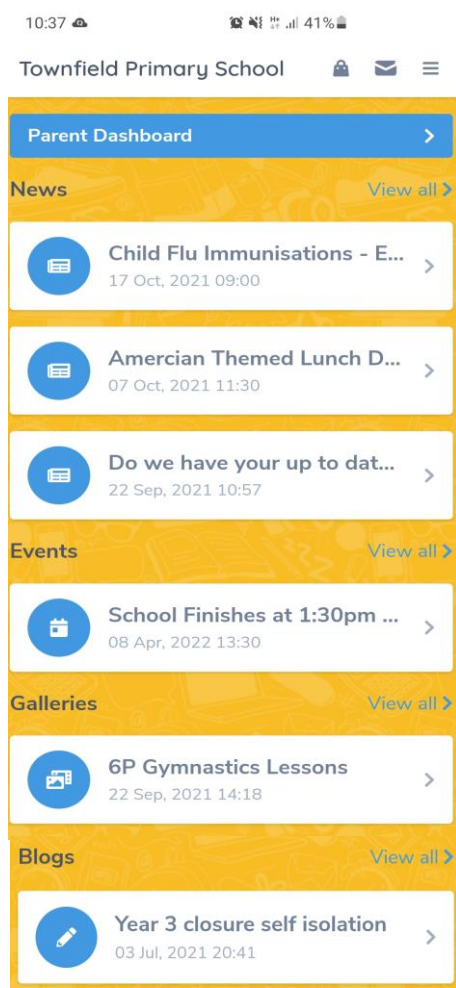 10:37 41%
Townfield Primary School
Parent Dashboard
News View all
Child Flu Immunisations - E...
17 Oct, 2021 09:00
Amercian Themed Lunch D...
07 Oct, 2021 11:30
Do we have your up to dat...
22 Sep, 2021 10:57
Events View all
School Finishes at 1:30pm ...
08 Apr, 2022 13:30
Galleries View all
6P Gymnastics Lessons
22 Sep, 2021 14:18
Blogs View all
Year 3 closure self isolation
03 Jul, 2021 20:41